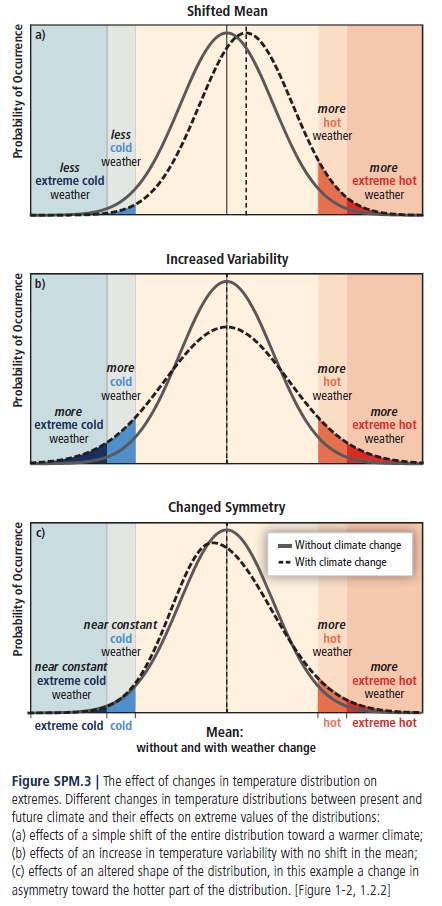 Shifted Mean
Probability of Occurrence
a)
less
cold
weather
less
extreme cold
weather
more
hot
weather
more
extreme hot
weather
Increased Variability
Probability of Occurrence
b)
more
cold
weather
more
extreme cold
weather
more
hot
weather
more
extreme hot
weather
Changed Symmetry
Probability of Occurrence
c)
Without climate change
With climate change
near constant
cold
weather
near constant
extreme cold
weather
more
hot
weather
more
extreme hot
weather
extreme cold
cold
hot
extreme hot
Mean:
without and with weather change
Figure SPM.3 | The effect of changes in temperature distribution on
extremes. Different changes in temperature distributions between present and
future climate and their effects on extreme values of the distributions:
(a) effects of a simple shift of the entire distribution toward a warmer climate;
(b) effects of an increase in temperature variability with no shift in the mean;
(c) effects of an altered shape of the distribution, in this example a change in
asymmetry toward the hotter part of the distribution. [Figure 1-2, 1.2.2]